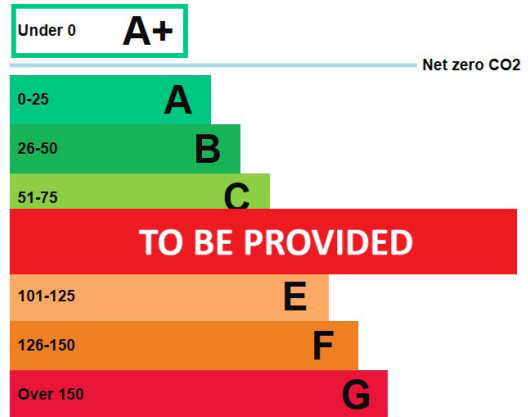 Under 0 A+
Net zero CO2
0-25 A
26-50 B
51-75 C
TO BE PROVIDED
101-125 E
126-150 F
Over 150 G